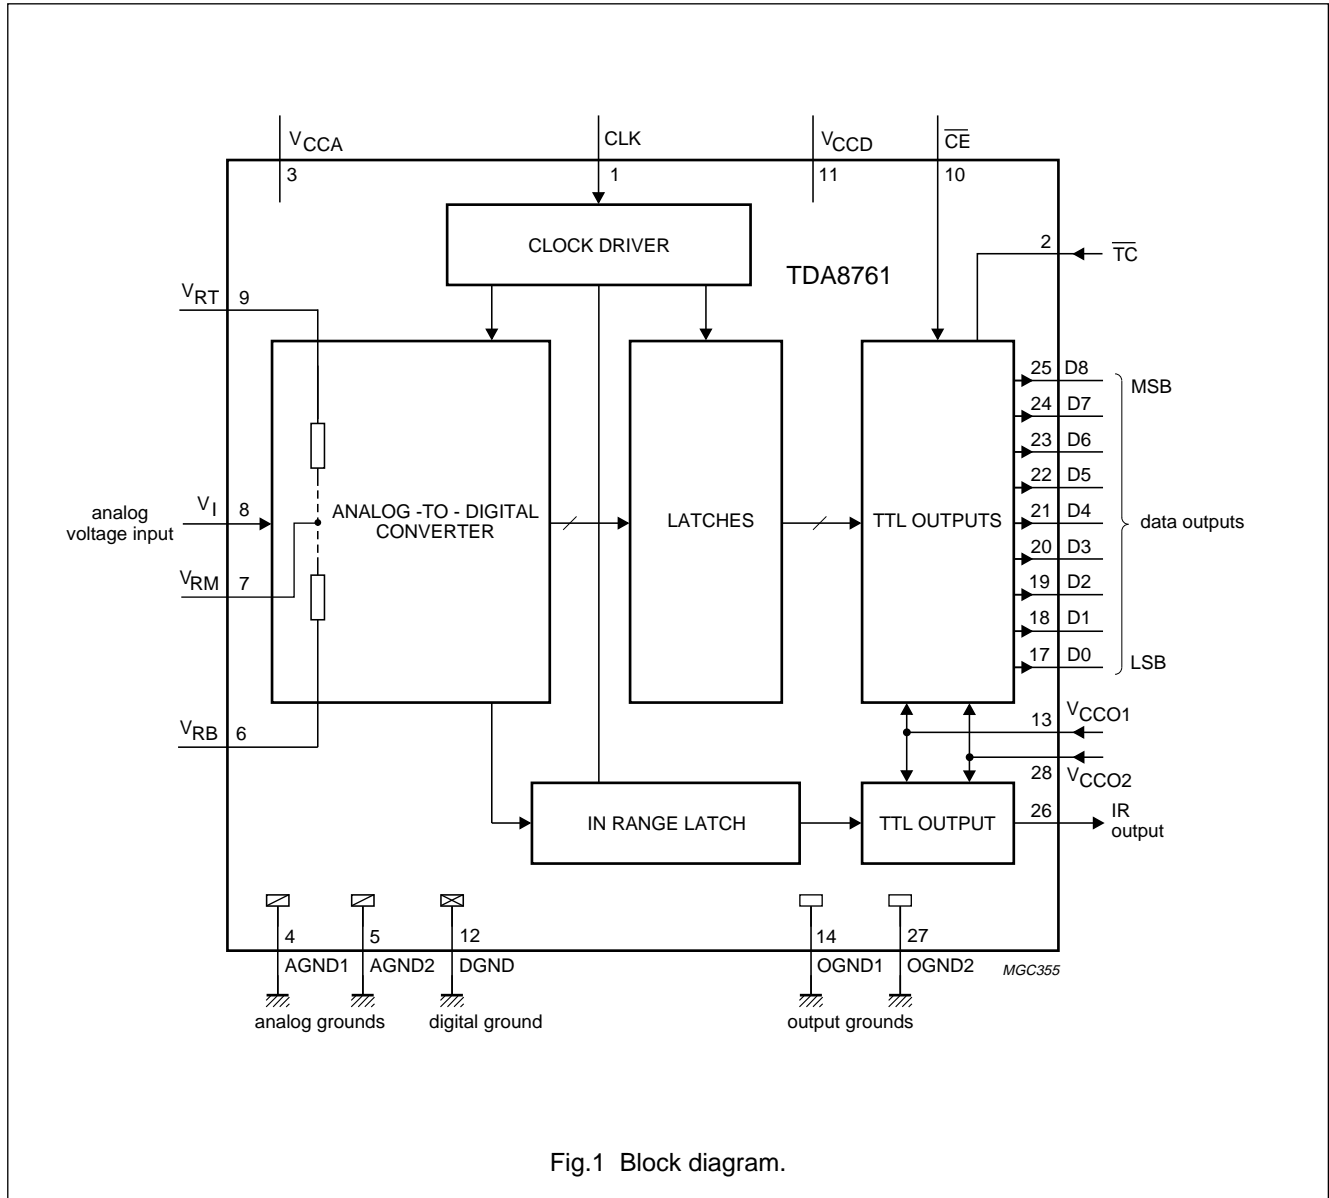 VCCA
CLK
VCCD
CE
3
1
11
10
CLOCK DRIVER
TDA8761
2
TC
VRT
9
25
D8
MSB
24
D7
23
D6
22
D5
analog
voltage input
VI
8
ANALOG -TO - DIGITAL
CONVERTER
LATCHES
TTL OUTPUTS
21
D4
data outputs
20
D3
VRM
7
19
D2
18
D1
17
D0
LSB
VRB
6
13
VCCO1
28
VCCO2
IN RANGE LATCH
TTL OUTPUT
26
IR
output
4
5
12
14
27
AGND1
AGND2
DGND
OGND1
OGND2
MGC355
analog grounds
digital ground
output grounds
Fig.1 Block diagram.